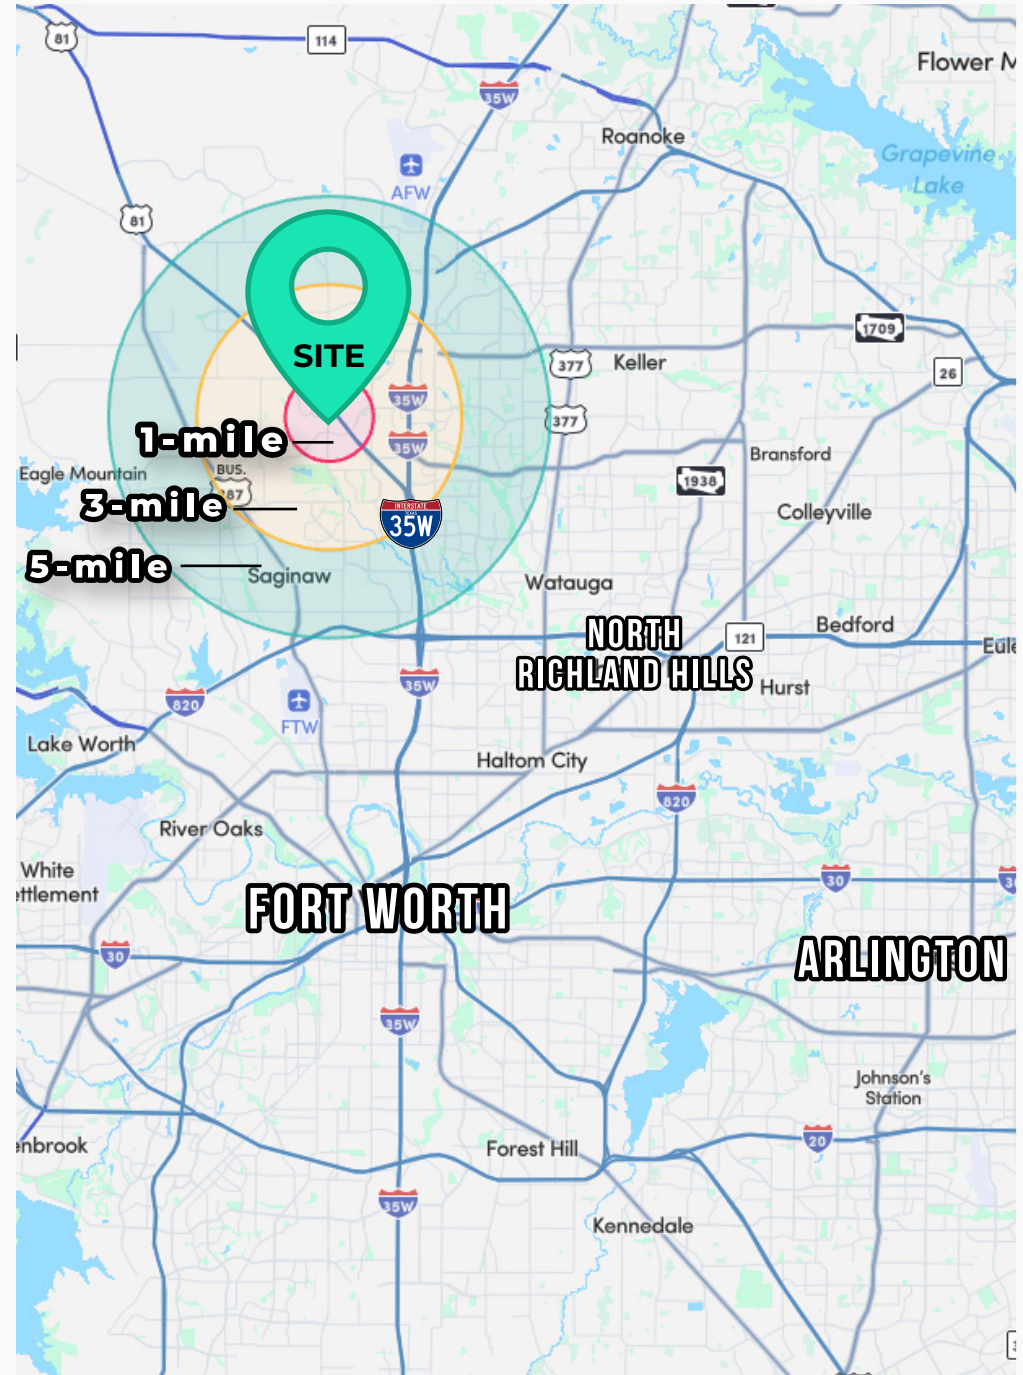 81
114
35W
Flower M
Roanoke
Grapevine
Lake
AFW
81
1709
SITE
377
Keller
26
35W
377
1-mile
35W
Bransford
Eagle Mountain
BUS.
287
1938
3-mile
INTERSTATE
TEXAS
35W
Colleyville
5-mile
Saginaw
Watauga
NORTH
RICHLAND HILLS
121
Bedford
Eule
35W
Hurst
820
FTW
Lake Worth
Haltom City
820
River Oaks
White
ettlement
30
30
FORT WORTH
ARLINGTON
30
35W
Johnson's
Station
20
enbrook
Forest Hill
35W
Kennedale